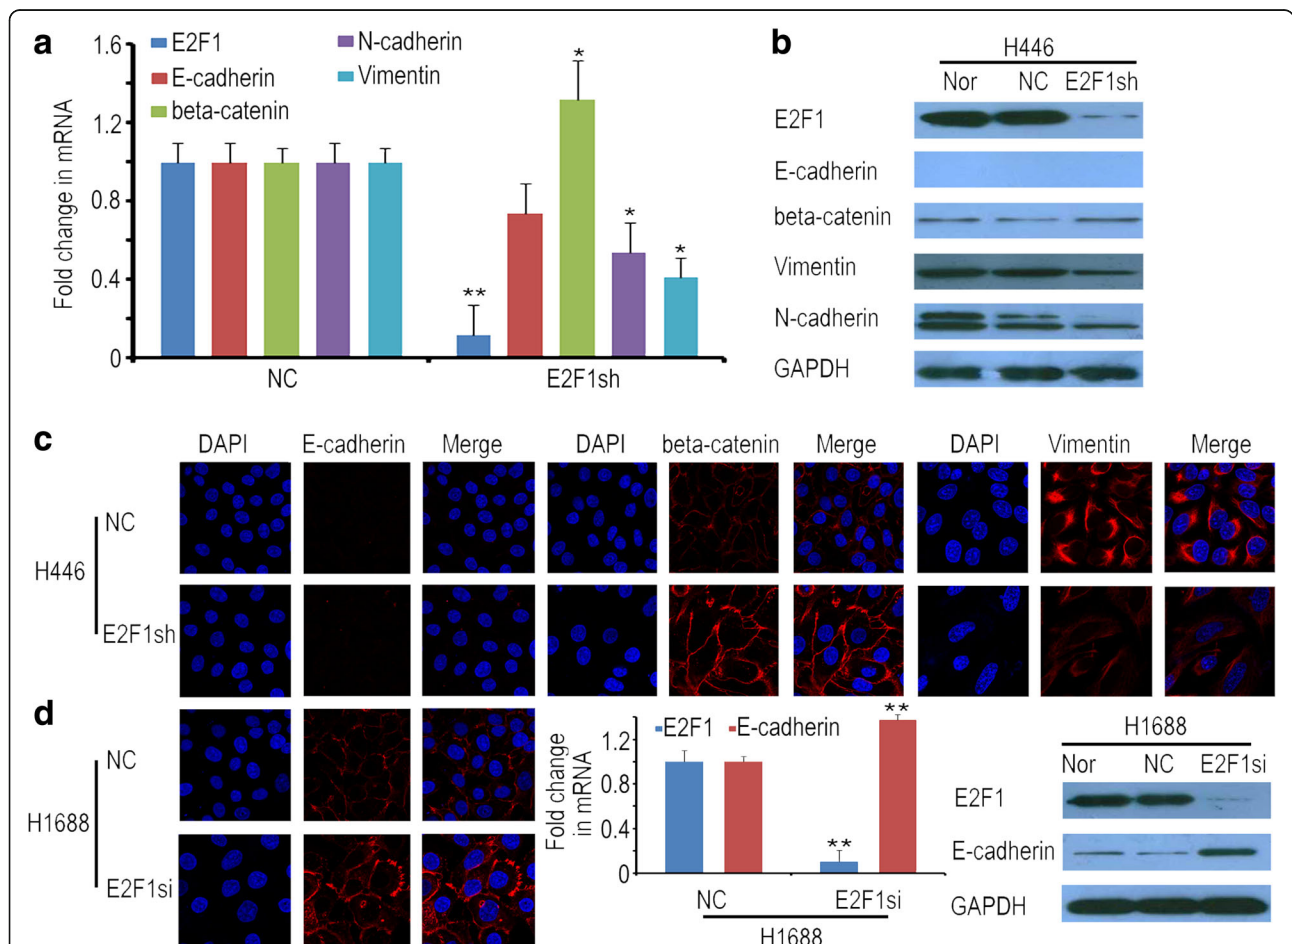 a
E2F1
E-cadherin
beta-catenin
N-cadherin
Vimentin
Fold change in mRNA
1.6
1.2
0.8
0.4
0
**
*
*
*
NC
E2F1sh
b
H446
Nor NC E2F1sh
E2F1
E-cadherin
beta-catenin
Vimentin
N-cadherin
GAPDH
c
DAPI E-cadherin Merge DAPI beta-catenin Merge DAPI Vimentin Merge
NC
H446
E2F1sh
d
NC
H1688
E2F1si
E2F1 E-cadherin
Fold change
in mRNA
1.2
0.4
0
**
**
NC E2F1si
H1688
H1688
Nor NC E2F1si
E2F1
E-cadherin
GAPDH